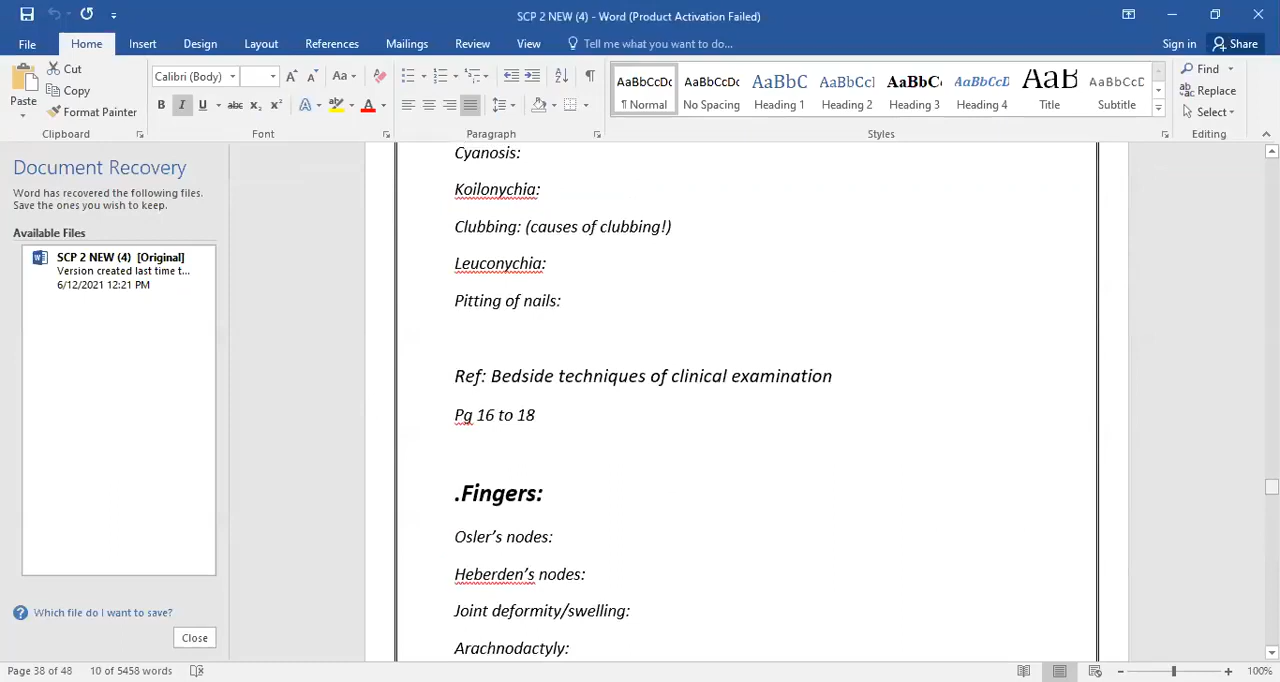 SCP 2 NEW (4) - Word (Product Activation Failed)
File Home Insert Design Layout References Mailings Review View Tell me what you want to do... Sign in Share
Paste Cut Copy Format Painter
Calibri (Body)
B I U abc x₂ x² A Aa
AaBbCcDc AaBbCcDc AaBbC AaBbCcI AaBbC AaBbCcD AaB AaBbCcD
¶ Normal No Spacing Heading 1 Heading 2 Heading 3 Heading 4 Title Subtitle
Find Replace Select
Clipboard Font Paragraph Styles Editing
Document Recovery
Word has recovered the following files.
Save the ones you wish to keep.
Available Files
SCP 2 NEW (4) [Original]
Version created last time t...
6/12/2021 12:21 PM
Which file do I want to save?
Close
Cyanosis:
Koilonychia:
Clubbing: (causes of clubbing!)
Leuconychia:
Pitting of nails:
Ref: Bedside techniques of clinical examination
Pg 16 to 18
.Fingers:
Osler’s nodes:
Heberden’s nodes:
Joint deformity/swelling:
Arachnodactyly:
Page 38 of 48 10 of 5458 words 100%